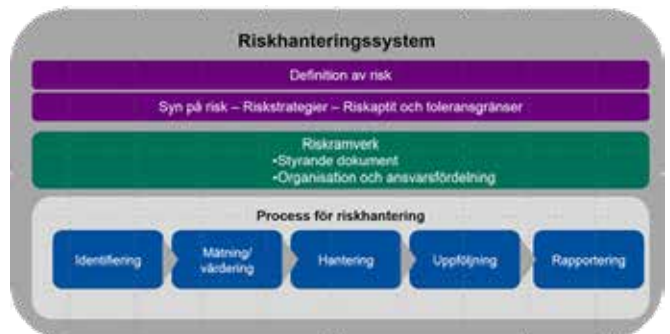 Riskhanteringssystem
Definition av risk
Syn på risk – Riskstrategier – Riskaptit och toleransgränser
Riskramverk
•Styrande dokument
•Organisation och ansvarsfördelning
Process för riskhantering
Identifiering
Mätning/
värdering
Hantering
Uppföljning
Rapportering